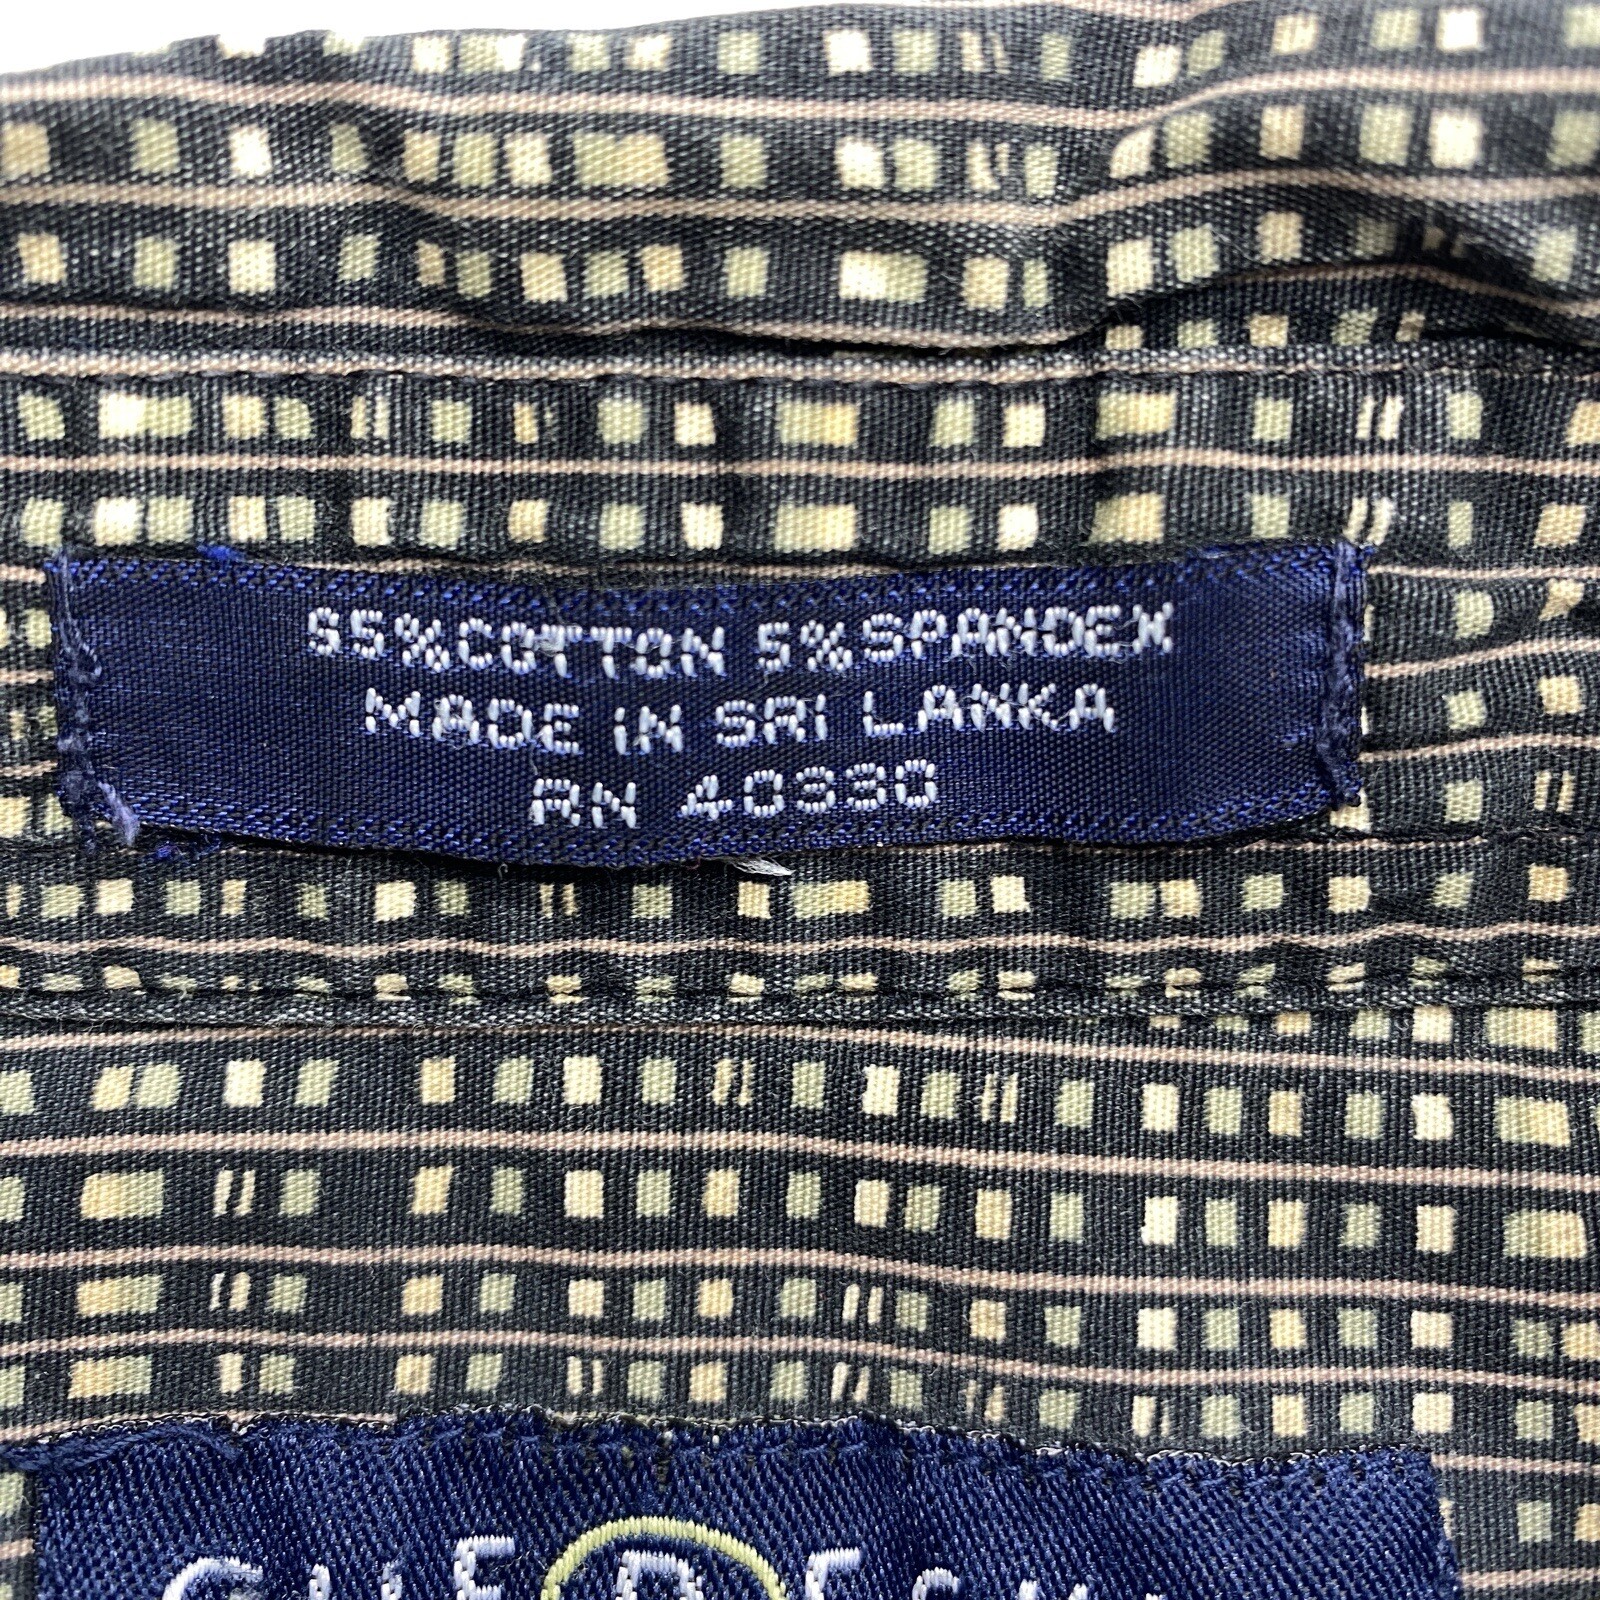 95%COTTON 5%SPANDEX
MADE IN SRI LANKA
RN 40330